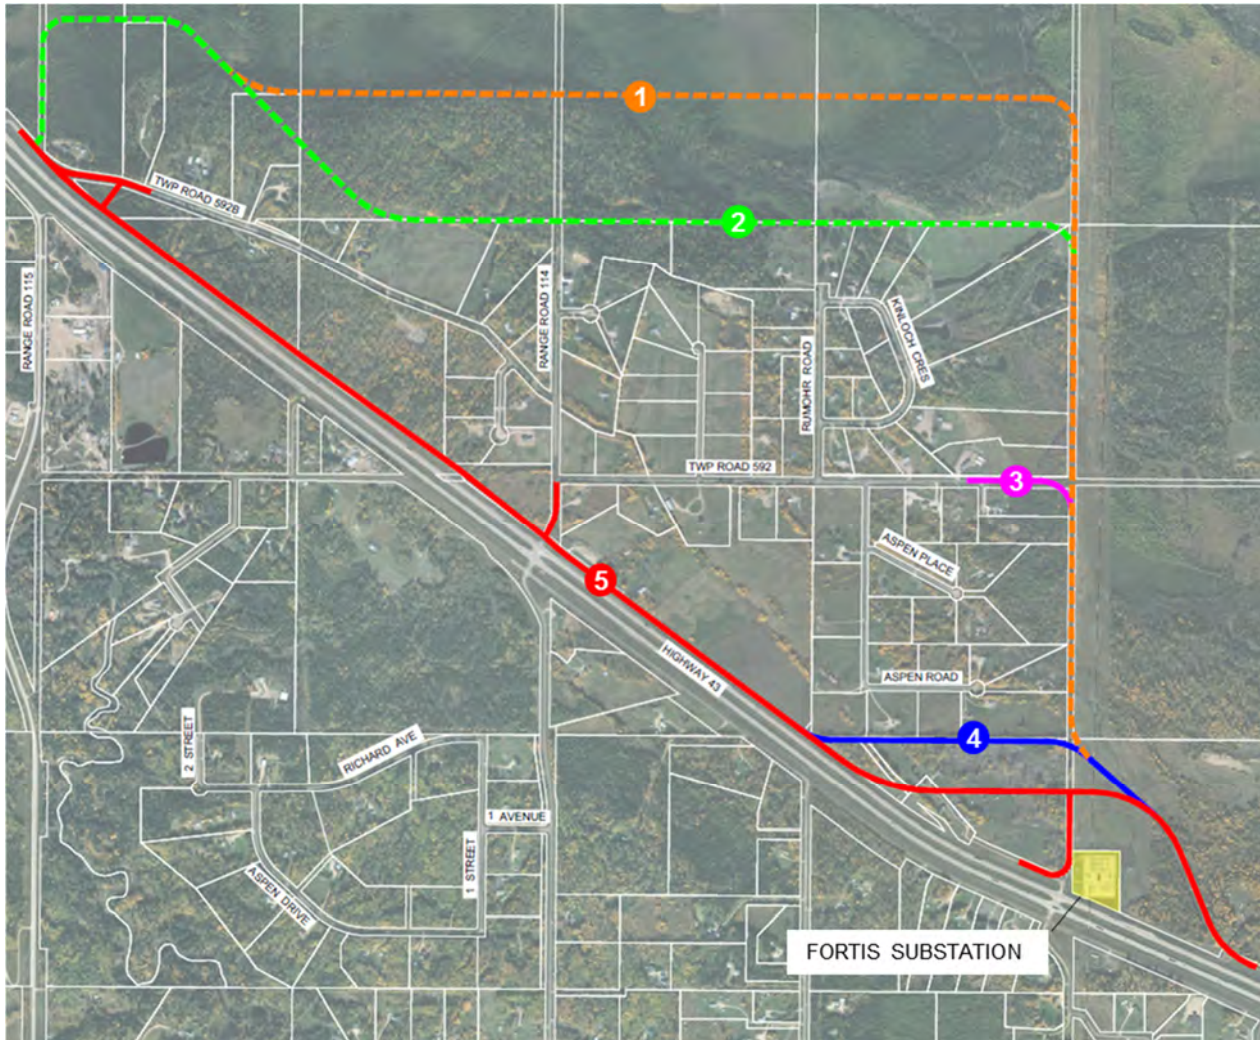 1
TWP ROAD 592B
2
RANGE ROAD 115
RANGE ROAD 114
KINLOCH CRES
RUMOHR ROAD
TWP ROAD 592
3
ASPEN PLACE
5
HIGHWAY 43
ASPEN ROAD
4
2 STREET
RICHARD AVE
1 AVENUE
1 STREET
ASPEN DRIVE
FORTIS SUBSTATION